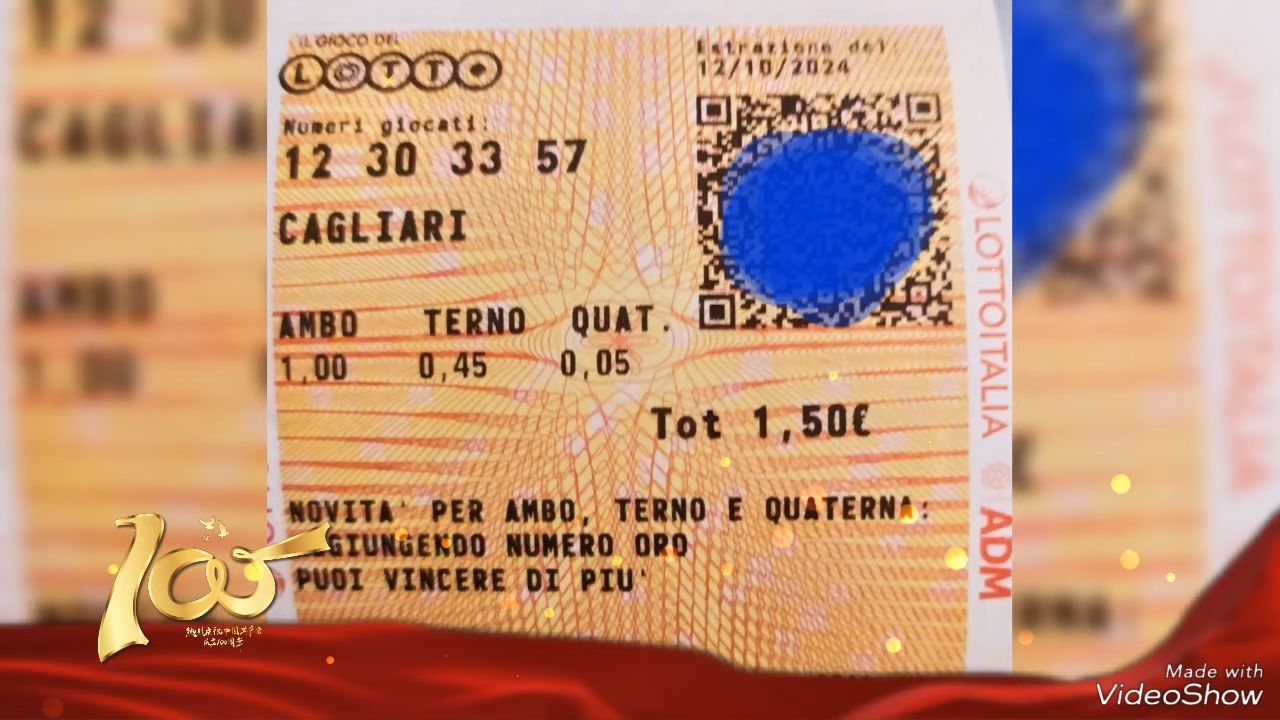 IL GIOCO DEL
LOTTO
Estrazione del:
12/10/2024
Numeri giocati:
12 30 33 57
CAGLIARI
AMBO TERNO QUAT.
1,00 0,45 0,05
Tot 1,50€
NOVITA' PER AMBO, TERNO E QUATERNA:
GIUNGENDO NUMERO ORO
PUOI VINCERE DI PIU'
LOTTOITALIA
ADM
100
Made with
VideoShow